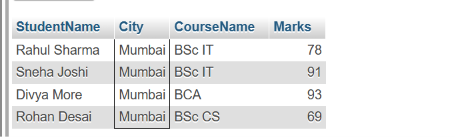 StudentName City CourseName Marks
Rahul Sharma Mumbai BSc IT 78
Sneha Joshi Mumbai BSc IT 91
Divya More Mumbai BCA 93
Rohan Desai Mumbai BSc CS 69